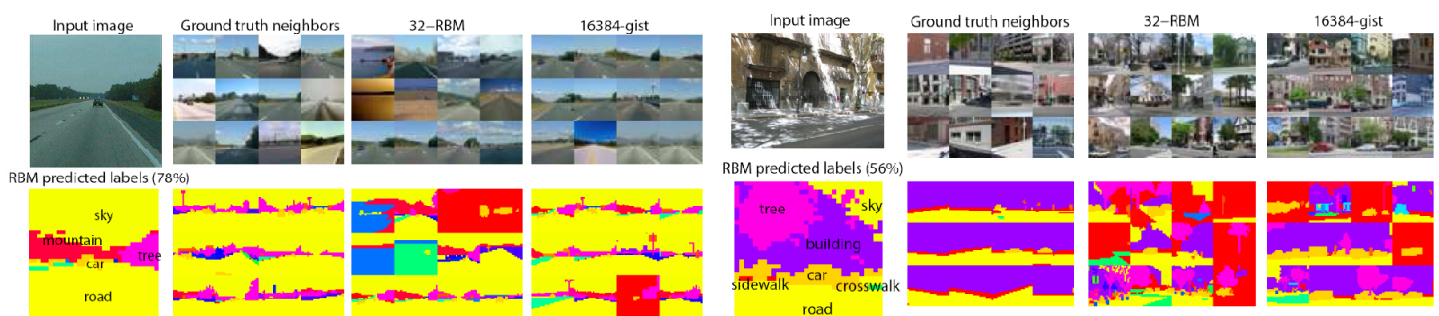 Input image
Ground truth neighbors
32−RBM
16384-gist
RBM predicted labels (78%)
sky
mountain
tree
car
road
Input image
Ground truth neighbors
32−RBM
16384-gist
RBM predicted labels (56%)
tree
sky
building
car
sidewalk
crosswalk
road